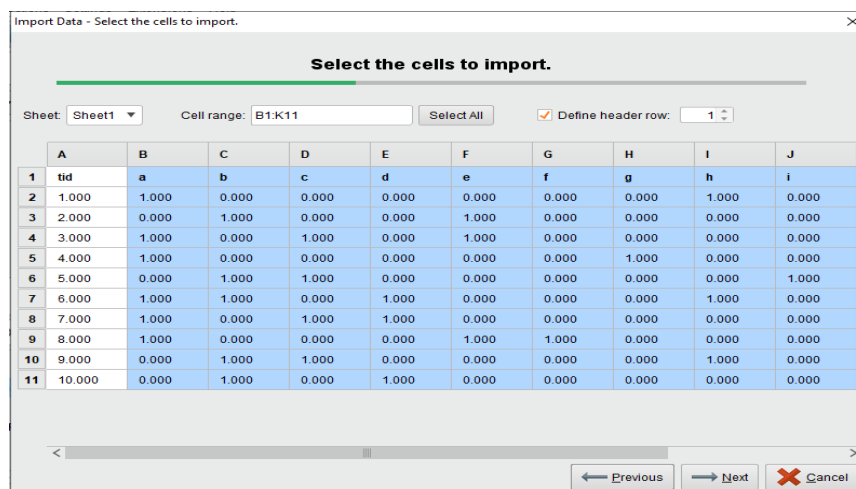 Import Data - Select the cells to import.
Select the cells to import.
Sheet: Sheet1 Cell range: B1:K11 Select All Define header row: 1
A B C D E F G H I J
1 tid a b c d e f g h i
2 1.000 1.000 0.000 0.000 0.000 0.000 0.000 0.000 1.000 0.000
3 2.000 0.000 1.000 0.000 0.000 1.000 0.000 0.000 0.000 0.000
4 3.000 1.000 0.000 1.000 0.000 1.000 0.000 0.000 0.000 0.000
5 4.000 1.000 0.000 0.000 0.000 0.000 0.000 1.000 0.000 0.000
6 5.000 0.000 1.000 1.000 0.000 0.000 0.000 0.000 0.000 1.000
7 6.000 1.000 1.000 0.000 1.000 0.000 0.000 0.000 1.000 0.000
8 7.000 1.000 0.000 1.000 1.000 0.000 0.000 0.000 0.000 0.000
9 8.000 1.000 0.000 0.000 0.000 1.000 1.000 0.000 0.000 0.000
10 9.000 0.000 1.000 1.000 0.000 0.000 0.000 0.000 1.000 0.000
11 10.000 0.000 1.000 0.000 1.000 0.000 0.000 0.000 0.000 0.000
Previous Next Cancel